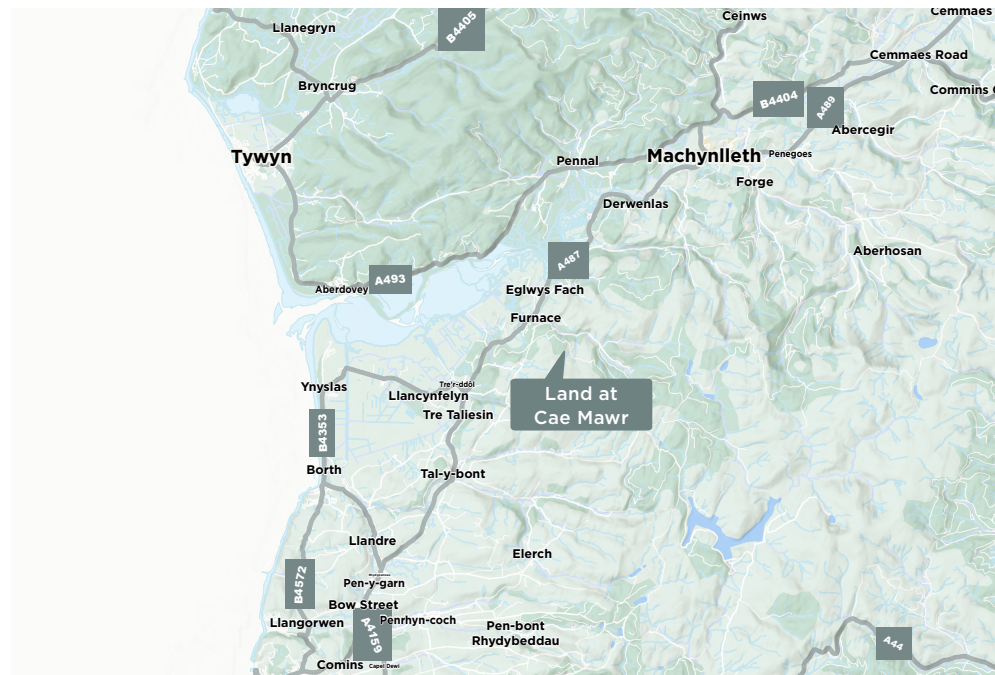 Cemmaes
Ceinws
Llanegryn
B4405
Cemmaes Road
Bryncrug
Commins
B4404
A489
Abercegir
Tywyn
Pennal
Machynlleth
Penegoes
Forge
Derwenlas
Aberhosan
A487
A493
Aberdovey
Eglwys Fach
Furnace
Ynyslas
Tre'r-ddôl
Llancynfelyn
Land at
Cae Mawr
Tre Taliesin
B4353
Borth
Tal-y-bont
Llandre
Elerch
B4572
Pen-y-garn
Bow Street
Llangorwen
Penrhyn-coch
A4159
Pen-bont
Rhydybeddau
A44
Comins
Capel Dewi